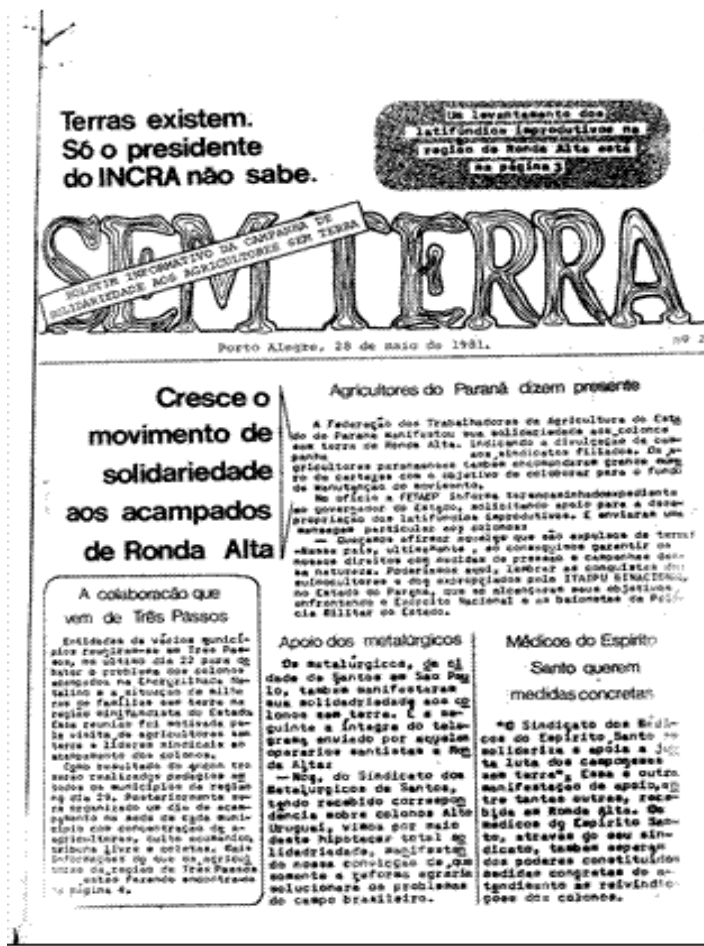 Terras existem.
Só o presidente
do INCRA não sabe.
Um levantamento dos
latifúndios improdutivos na
região de Ronda Alta está
na página 3
SEM TERRA
BOLETIM INFORMATIVO DA CAMPANHA DE
SOLIDARIEDADE AOS AGRICULTORES SEM TERRA
Porto Alegre, 28 de maio de 1981.
nº 2
Cresce o
movimento de
solidariedade
aos acampados
de Ronda Alta
Agricultores do Paraná dizem presente
A Federação dos Trabalhadores da Agricultura do Esta
do do Paraná manifestou sua solidariedade aos colonos
sem terra de Ronda Alta. Indicando a divulgação da cam-
panha aos sindicatos filiados. Os a-
gricultores paranaenses também encomendaram grande núme
ro de cartazes com o objetivo de colaborar para o fundo
de manutenção do movimento.
No ofício a FETAEP informa
ao governador do Estado, solicitando apoio para a desa-
propriação dos latifúndios improdutivos. E enviaram uma
mensagem particular aos colonos
— Queremos afirmar que são expulsos da terra
Nosso país, ultimamente, só conseguimos garantir os
nossos direitos com medidas de pressão e
sua natureza. Poderíamos aqui, lembrar as conquistas dos
suinocultores e dos expropriados pela ITAIPU BINACIONAL,
no Estado do Paraná, que só alcançaram seus objetivos,
enfrentando o Exército Nacional e as baionetas da Polí-
cia Militar do Estado.
A colaboração que
vem de Três Passos
Entidades de vários municí-
pios reuniram-se em Três Pas-
sos, no último dia 22 para de
bater o problema dos colonos
acampados na Encruzilhada Na-
talino e a situação de milha
res de famílias sem terra na
região minifundiária do Estado
Essa reunião foi motivada pe-
la visita de agricultores sem
terra e líderes sindicais ao
acampamento dos colonos.
Como resultado do encontro
serão realizados pedágios em
todos os municípios da região
no dia 29. Posteriormente se-
rá organizado um dia de acam-
pamento na sede de cada muni-
cípio com concentração de a-
gricultores, culto ecumênico,
tribuna livre e coletas. Mais
informações do que os agricul
tores da região de Três Passos
estão fazendo
página 4.
Apoio dos metalúrgicos
Os metalúrgicos, da ci
dade de Santos em São Pau
lo, também manifestaram
sua solidariedade aos co
lonos sem terra. E a se-
guinte a íntegra do tele-
grama enviado por aqueles
operários santistas a Ron
da Alta:
— Nós, do Sindicato dos
Metalúrgicos de Santos,
tendo recebido correspon
dência sobre colonos Alto
Uruguai, vimos por meio
deste hipotecar total so
lidadriedade, manifesta
do nossa convicção de que
somente a reforma agrária
solucionará os problemas
do campo brasileiro.
Médicos do Espírito
Santo querem
medidas concretas
"O Sindicato dos Médi-
cos do Espírito Santo se
solidariza e apoia a jus
ta luta dos camponeses
sem terra", Essa é outra
manifestação de apoio, en
tre tantas outras, rece-
bida em Ronda Alta. Os
médicos do Espírito San-
to, através do seu sin-
dicato, também esperam
dos poderes constituídos
medidas concretas de a-
tendimento as reivindica-
ções dos colonos.